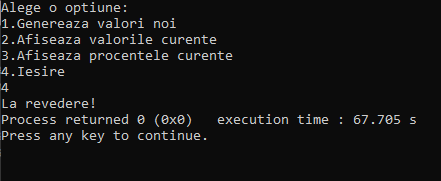 Alege o optiune:
1.Genereaza valori noi
2.Afiseaza valorile curente
3.Afiseaza procentele curente
4.Iesire
4
La revedere!
Process returned 0 (0x0)   execution time : 67.705 s
Press any key to continue.